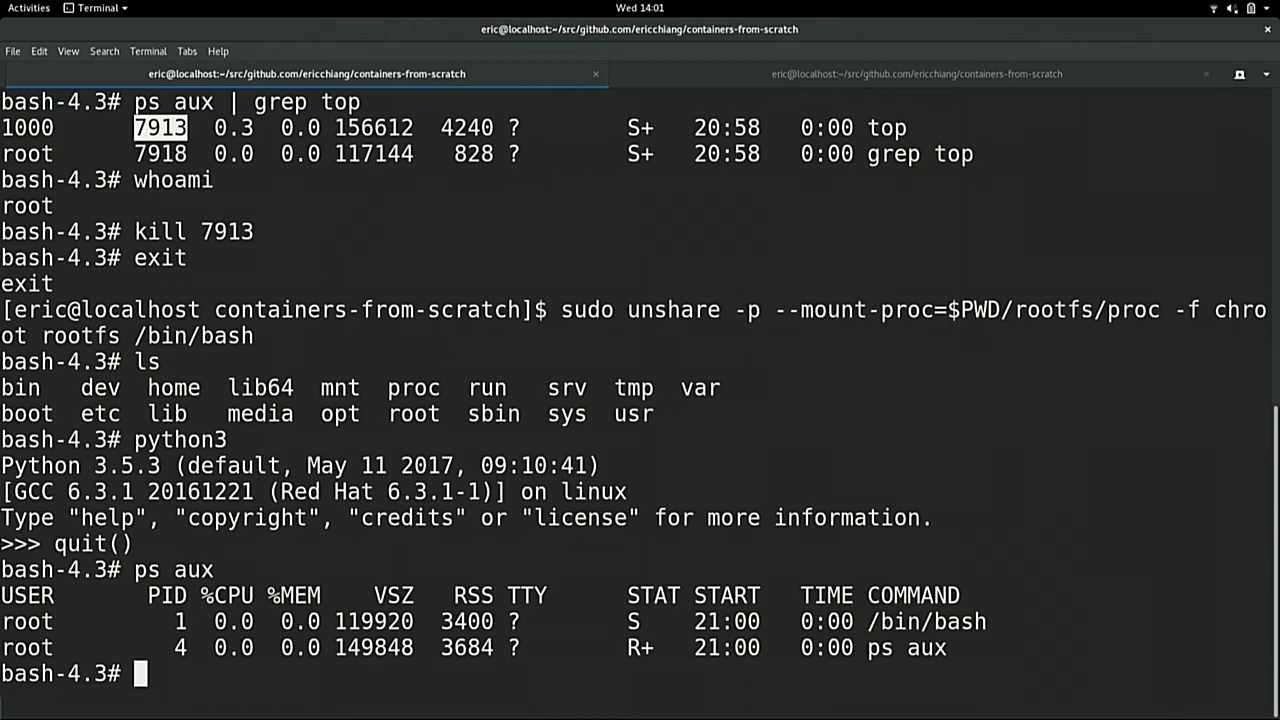 Activities Terminal Wed 14:01
eric@localhost:~/src/github.com/ericchiang/containers-from-scratch
File Edit View Search Terminal Tabs Help
eric@localhost:~/src/github.com/ericchiang/containers-from-scratch eric@localhost:~/src/github.com/ericchiang/containers-from-scratch
bash-4.3# ps aux | grep top
1000 7913 0.3 0.0 156612 4240 ? S+ 20:58 0:00 top
root 7918 0.0 0.0 117144 828 ? S+ 20:58 0:00 grep top
bash-4.3# whoami
root
bash-4.3# kill 7913
bash-4.3# exit
exit
[eric@localhost containers-from-scratch]$ sudo unshare -p --mount-proc=$PWD/rootfs/proc -f chro
ot rootfs /bin/bash
bash-4.3# ls
bin dev home lib64 mnt proc run srv tmp var
boot etc lib media opt root sbin sys usr
bash-4.3# python3
Python 3.5.3 (default, May 11 2017, 09:10:41)
[GCC 6.3.1 20161221 (Red Hat 6.3.1-1)] on linux
Type "help", "copyright", "credits" or "license" for more information.
>>> quit()
bash-4.3# ps aux
USER PID %CPU %MEM VSZ RSS TTY STAT START TIME COMMAND
root 1 0.0 0.0 119920 3400 ? S 21:00 0:00 /bin/bash
root 4 0.0 0.0 149848 3684 ? R+ 21:00 0:00 ps aux
bash-4.3#